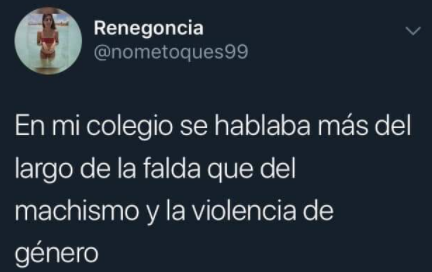 Renegoncia
@nometoques99
En mi colegio se hablaba más del
largo de la falda que del
machismo y la violencia de
género